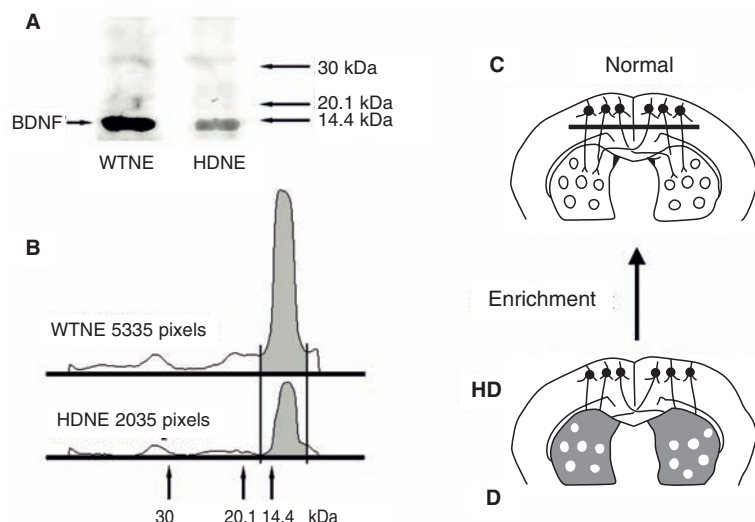 A
30 kDa
20.1 kDa
BDNF
14.4 kDa
WTNE HDNE
B
WTNE 5335 pixels
HDNE 2035 pixels
30 20.1 14.4 kDa
C Normal
Enrichment
HD
D